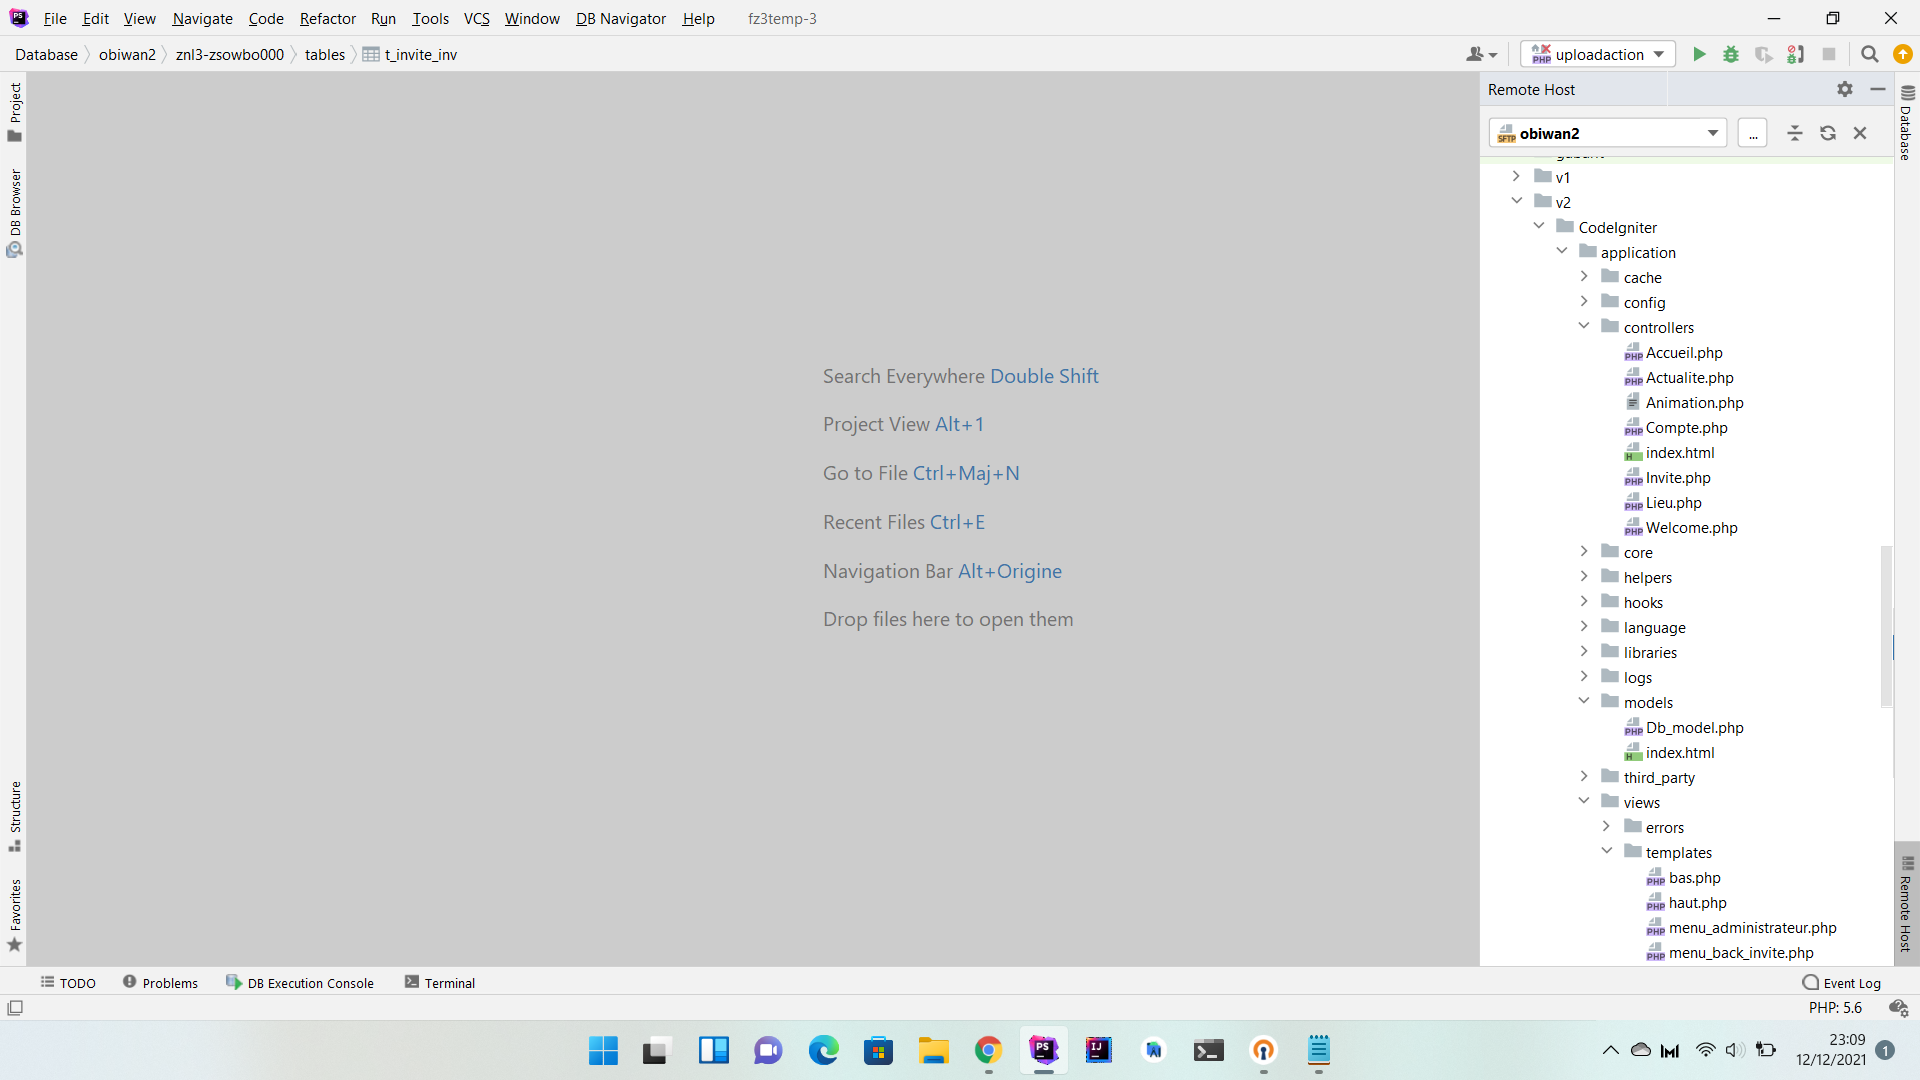 File Edit View Navigate Code Refactor Run Tools VCS Window DB Navigator Help fz3temp-3
Database obiwan2 znl3-zsowbo000 tables t_invite_inv
uploadaction
Project
DB Browser
Structure
Favorites
Search Everywhere Double Shift
Project View Alt+1
Go to File Ctrl+Maj+N
Recent Files Ctrl+E
Navigation Bar Alt+Origine
Drop files here to open them
Remote Host
obiwan2
...
v1
v2
CodeIgniter
application
cache
config
controllers
Accueil.php
Actualite.php
Animation.php
Compte.php
index.html
Invite.php
Lieu.php
Welcome.php
core
helpers
hooks
language
libraries
logs
models
Db_model.php
index.html
third_party
views
errors
templates
bas.php
haut.php
menu_administrateur.php
menu_back_invite.php
Database
Remote Host
TODO Problems DB Execution Console Terminal Event Log
PHP: 5.6
23:09
12/12/2021
1